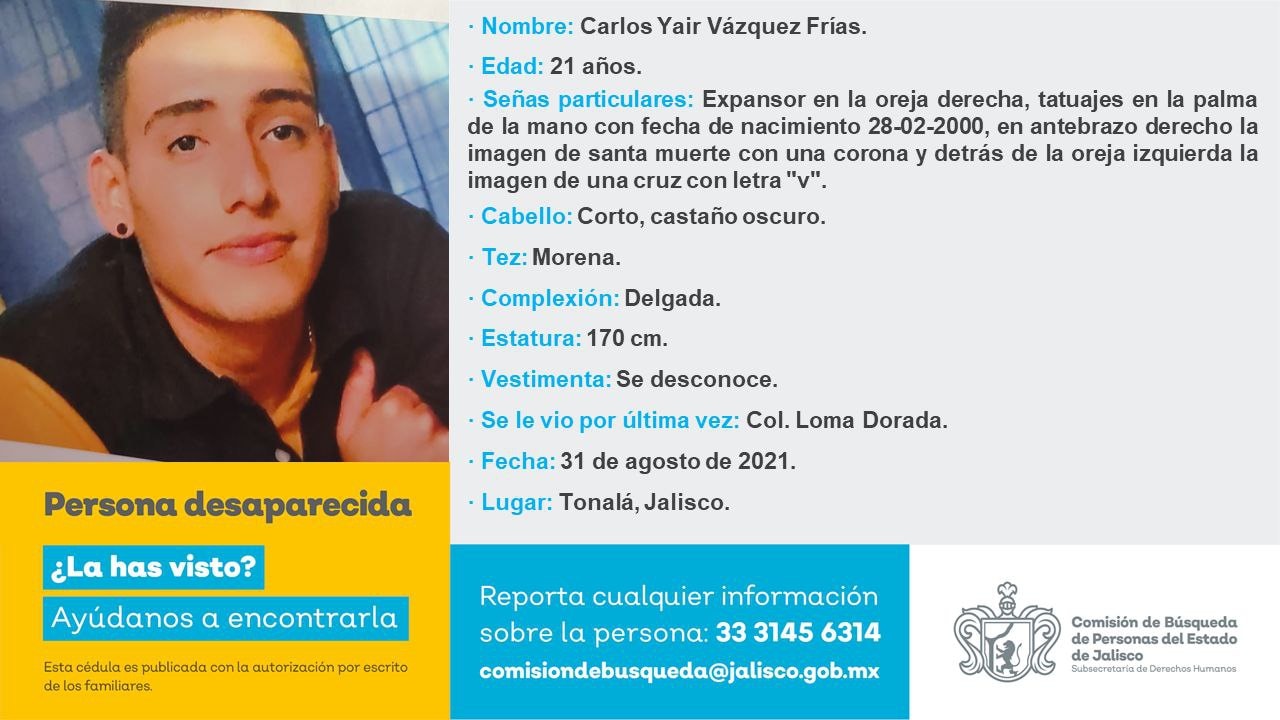 · Nombre: Carlos Yair Vázquez Frías.
· Edad: 21 años.
· Señas particulares: Expansor en la oreja derecha, tatuajes en la palma
de la mano con fecha de nacimiento 28-02-2000, en antebrazo derecho la
imagen de santa muerte con una corona y detrás de la oreja izquierda la
imagen de una cruz con letra "v".
· Cabello: Corto, castaño oscuro.
· Tez: Morena.
· Complexión: Delgada.
· Estatura: 170 cm.
· Vestimenta: Se desconoce.
· Se le vio por última vez: Col. Loma Dorada.
· Fecha: 31 de agosto de 2021.
· Lugar: Tonalá, Jalisco.
Persona desaparecida
¿La has visto?
Ayúdanos a encontrarla
Esta cédula es publicada con la autorización por escrito
de los familiares.
Reporta cualquier información
sobre la persona: 33 3145 6314
comisiondebusqueda@jalisco.gob.mx
Comisión de Búsqueda
de Personas del Estado
de Jalisco
Subsecretaría de Derechos Humanos